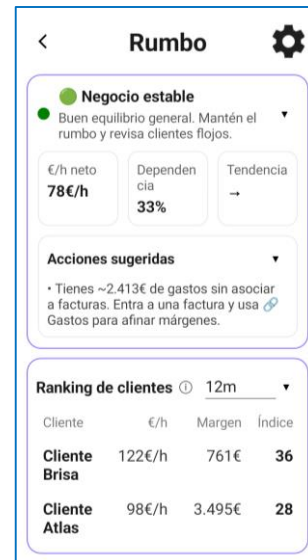 Rumbo
🟢 Negocio estable
Buen equilibrio general. Mantén el
rumbo y revisa clientes flojos.
€/h neto
78€/h
Dependen
cia
33%
Tendencia
→
Acciones sugeridas
• Tienes ~2.413€ de gastos sin asociar
a facturas. Entra a una factura y usa 🔗
Gastos para afinar márgenes.
Ranking de clientes ⓘ 12m
Cliente €/h Margen Índice
Cliente 122€/h 761€ 36
Brisa
Cliente 98€/h 3.495€ 28
Atlas